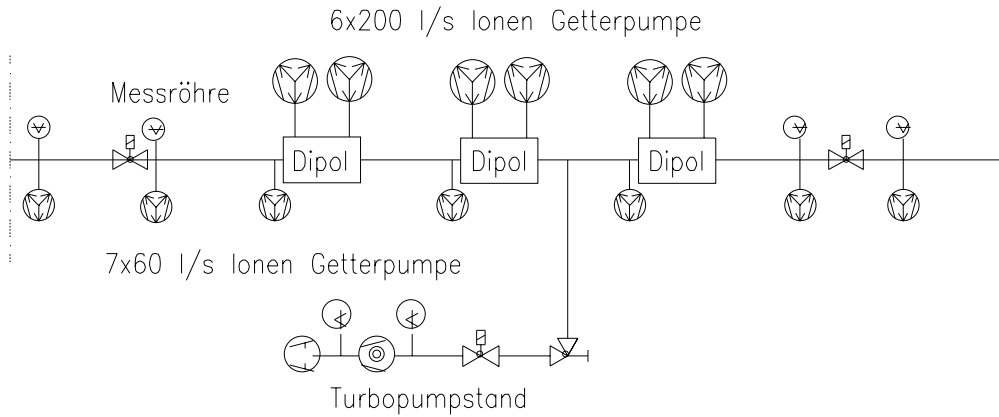 6x200 l/s Ionen Getterpumpe
Messröhre
Dipol Dipol Dipol
7x60 l/s Ionen Getterpumpe
Turbopumpstand